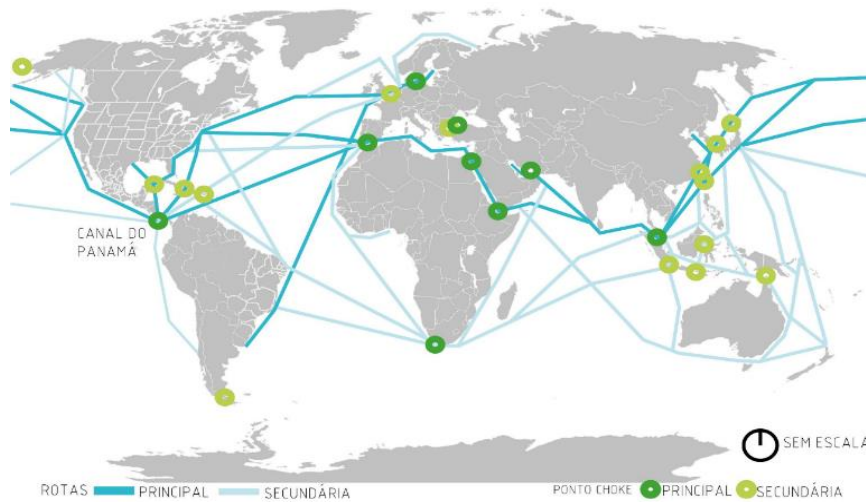 CANAL DO
PANAMÁ
SEM ESCALA
ROTAS PRINCIPAL SECUNDÁRIA
PONTO CHOKE PRINCIPAL SECUNDÁRIA